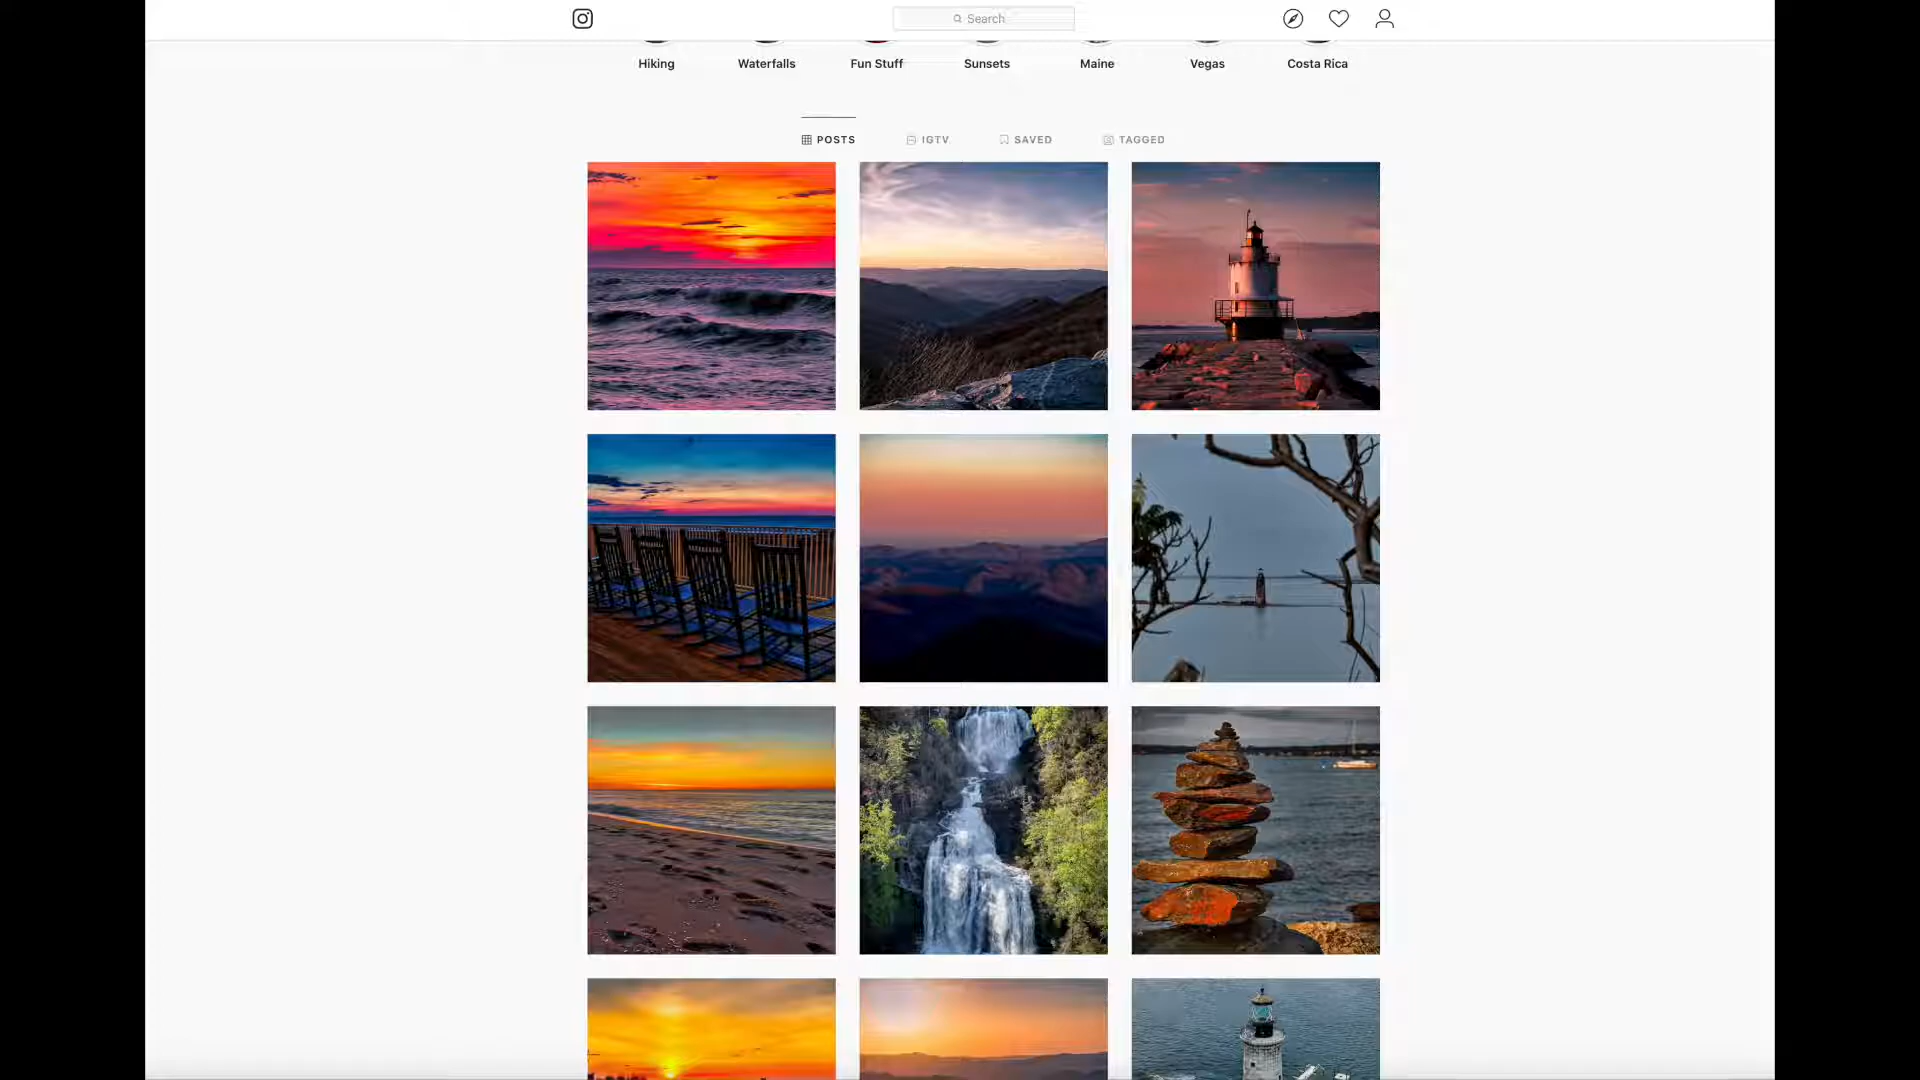 Search
Hiking Waterfalls Fun Stuff Sunsets Maine Vegas Costa Rica
POSTS IGTV SAVED TAGGED